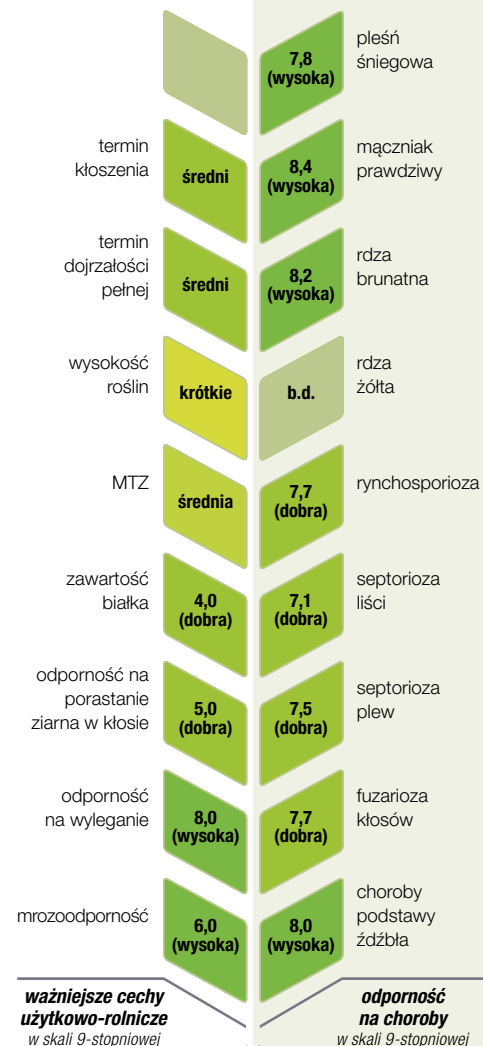 7,8
(wysoka)
pleśń
śniegowa
termin
kłoszenia
średni
8,4
(wysoka)
mączniak
prawdziwy
termin
dojrzałości
pełnej
średni
8,2
(wysoka)
rdza
brunatna
wysokość
roślin
krótkie
b.d.
rdza
żółta
MTZ
średnia
7,7
(dobra)
rynchosporioza
zawartość
białka
4,0
(dobra)
7,1
(dobra)
septorioza
liści
odporność na
porastanie
ziarna w kłosie
5,0
(dobra)
7,5
(dobra)
septorioza
plew
odporność
na wyleganie
8,0
(wysoka)
7,7
(dobra)
fuzarioza
kłosów
mrozoodporność
6,0
(wysoka)
8,0
(wysoka)
choroby
podstawy
źdźbła
ważniejsze cechy
użytkowo-rolnicze
w skali 9-stopniowej
odporność
na choroby
w skali 9-stopniowej